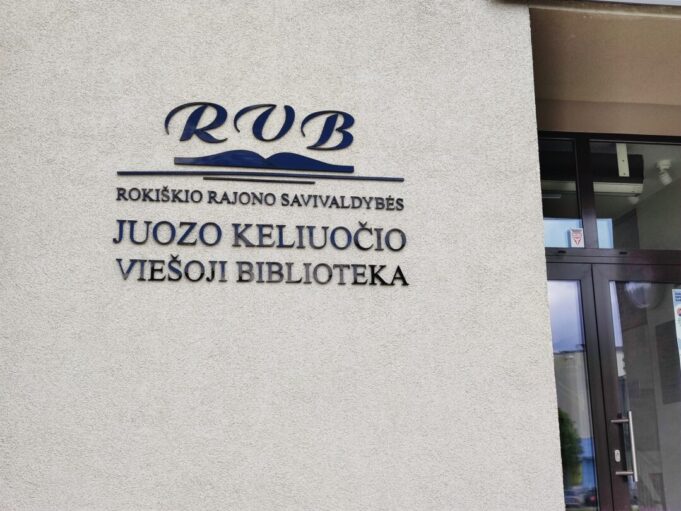 RVB
ROKIŠKIO RAJONO SAVIVALDYBĖS
JUOZO KELIUOČIO
VIEŠOJI BIBLIOTEKA